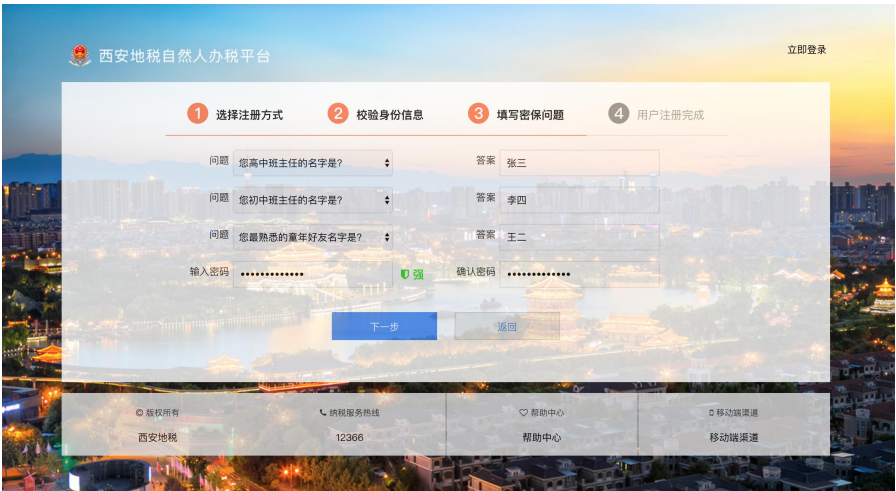 西安地税自然人办税平台
立即登录
1 选择注册方式 2 校验身份信息 3 填写密保问题 4 用户注册完成
问题 您高中班主任的名字是? 答案 张三
问题 您初中班主任的名字是? 答案 李四
问题 您最熟悉的童年好友名字是? 答案 王二
输入密码 •••••••••••• 强 确认密码 ••••••••••••
下一步 返回
© 版权所有 纳税服务热线 帮助中心 移动端渠道
西安地税 12366 帮助中心 移动端渠道